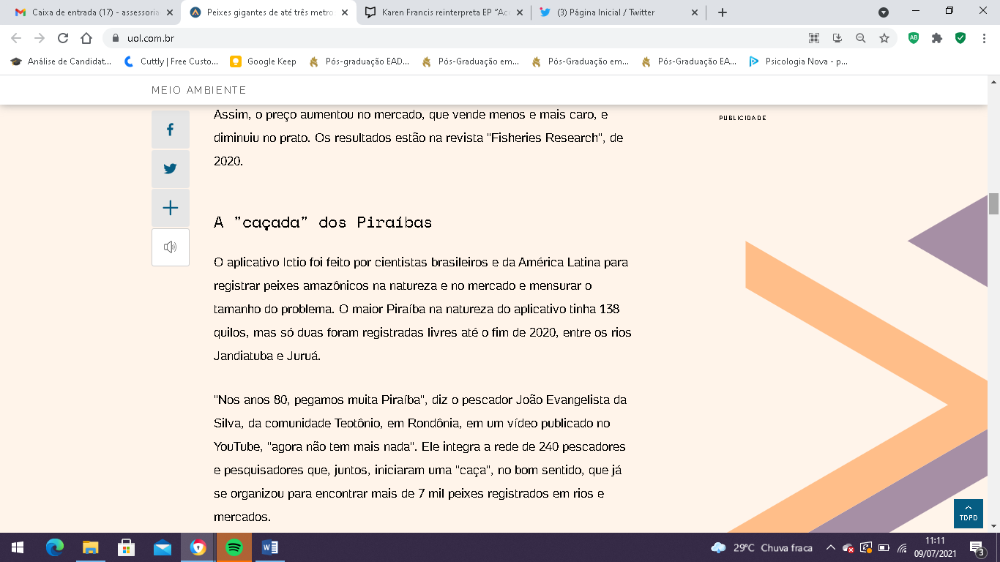 Caixa de entrada (17) - assessoria
Peixes gigantes de até três metro
Karen Francis reinterpreta EP "Ac
(3) Página Inicial / Twitter
uol.com.br
Análise de Candidat...
Cuttly | Free Custo...
Google Keep
Pós-graduação EAD...
Pós-Graduação em...
Pós-Graduação em...
Pós-Graduação EA...
Psicologia Nova - p...
MEIO AMBIENTE
Assim, o preço aumentou no mercado, que vende menos e mais caro, e
diminuiu no prato. Os resultados estão na revista "Fisheries Research", de
2020.
PUBLICIDADE
A "caçada" dos Piraíbas
O aplicativo Ictio foi feito por cientistas brasileiros e da América Latina para
registrar peixes amazônicos na natureza e no mercado e mensurar o
tamanho do problema. O maior Piraíba na natureza do aplicativo tinha 138
quilos, mas só duas foram registradas livres até o fim de 2020, entre os rios
Jandiatuba e Juruá.
"Nos anos 80, pegamos muita Piraíba", diz o pescador João Evangelista da
Silva, da comunidade Teotônio, em Rondônia, em um vídeo publicado no
YouTube, "agora não tem mais nada". Ele integra a rede de 240 pescadores
e pesquisadores que, juntos, iniciaram uma "caça", no bom sentido, que já
se organizou para encontrar mais de 7 mil peixes registrados em rios e
mercados.
TOPO
29°C Chuva fraca
11:11
09/07/2021
3